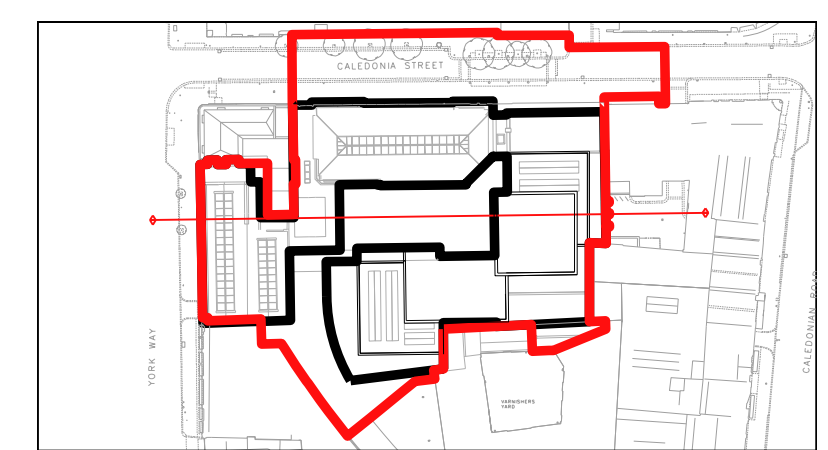 CALEDONIA STREET
YORK WAY
CALEDONIAN ROAD
VARNISHERS
YARD